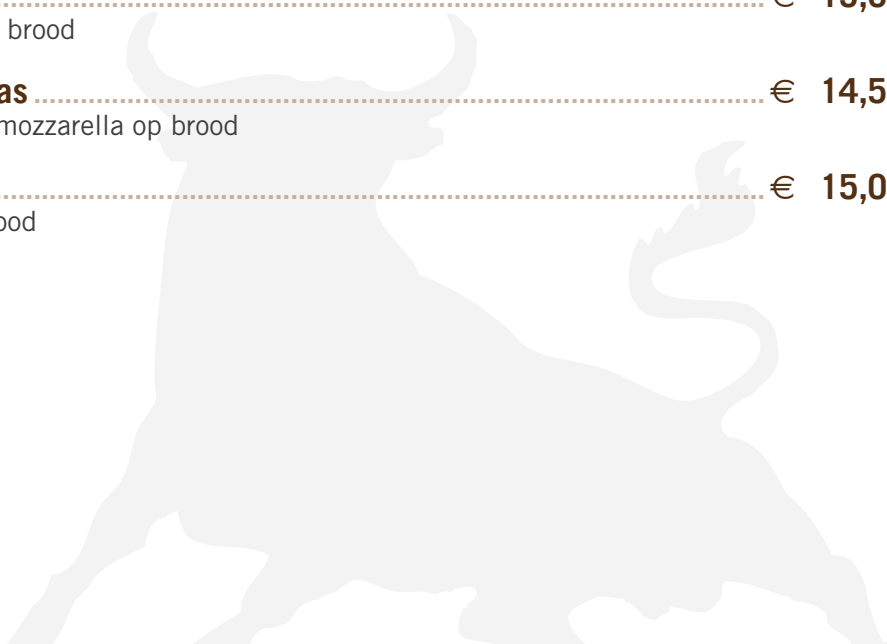 brood
as € 14,5
mozzarella op brood
€ 15,0
ood